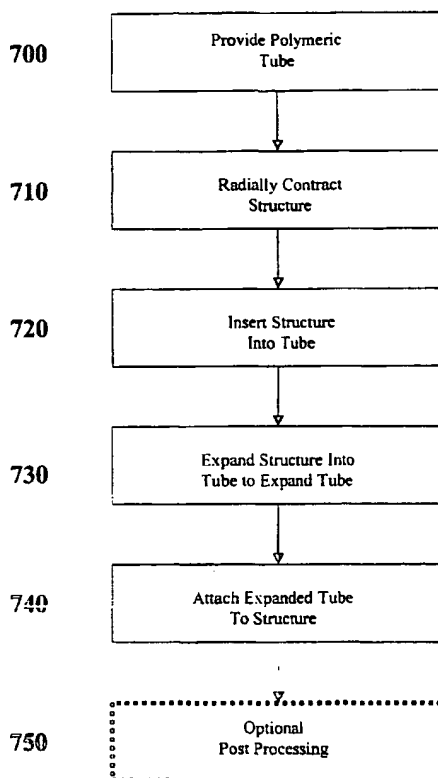 700
Provide Polymeric
Tube
710
Radially Contract
Structure
720
Insert Structure
Into Tube
730
Expand Structure Into
Tube to Expand Tube
740
Attach Expanded Tube
To Structure
750
Optional
Post Processing